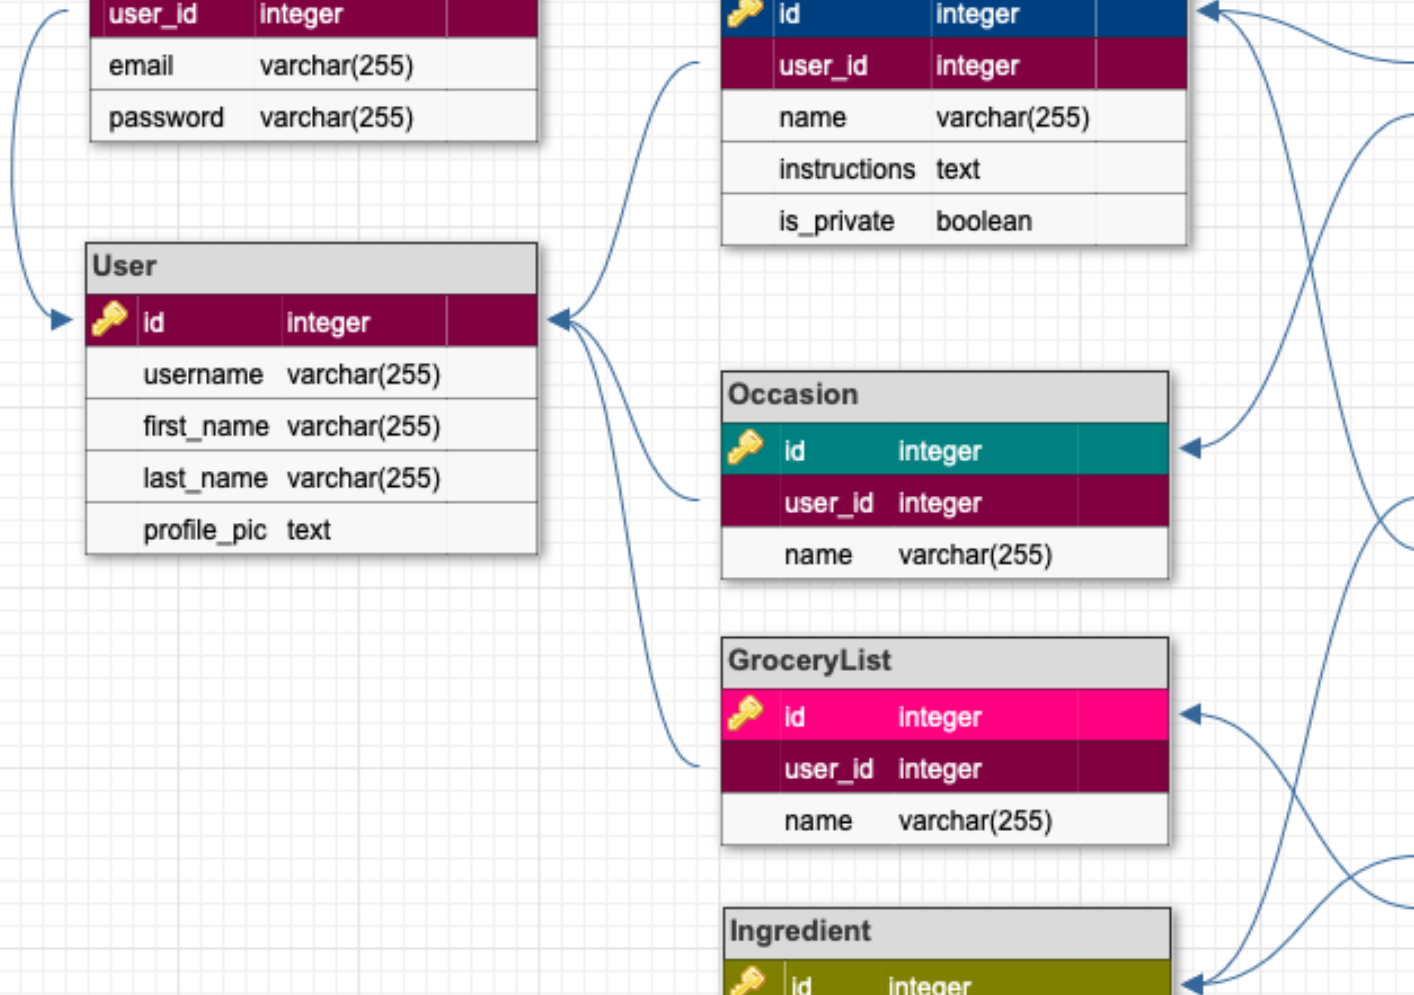 user_id integer
email varchar(255)
password varchar(255)
User
id integer
username varchar(255)
first_name varchar(255)
last_name varchar(255)
profile_pic text
id integer
user_id integer
name varchar(255)
instructions text
is_private boolean
Occasion
id integer
user_id integer
name varchar(255)
GroceryList
id integer
user_id integer
name varchar(255)
Ingredient
id integer